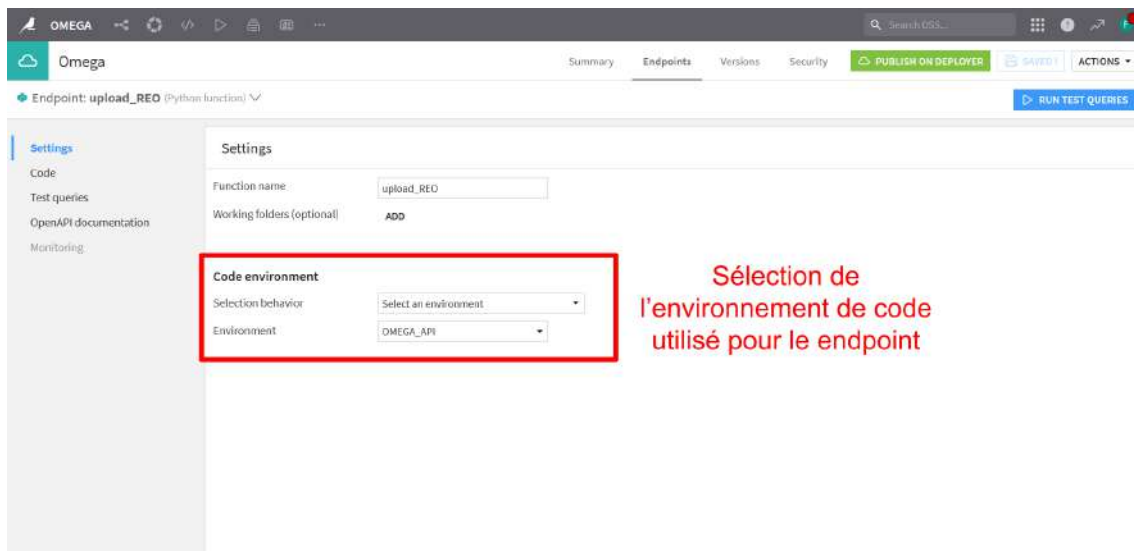 OMEGA
Search DSS...
Omega
Summary Endpoints Versions Security PUBLISH ON DEPLOYER SAVED! ACTIONS
Endpoint: upload_REO (Python function)
RUN TEST QUERIES
Settings
Code
Test queries
OpenAPI documentation
Monitoring
Settings
Function name upload_REO
Working folders (optional) ADD
Code environment
Selection behavior Select an environment
Environment OMEGA_API
Sélection de
l'environnement de code
utilisé pour le endpoint